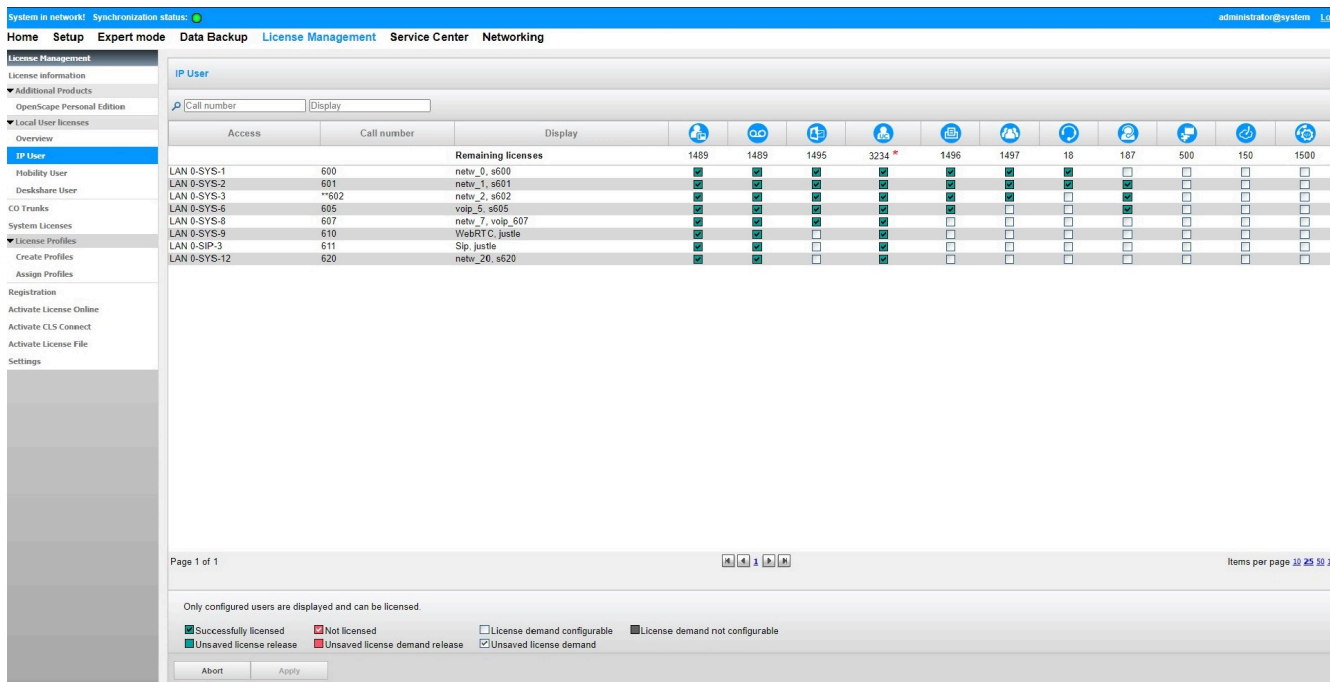 System in network! Synchronization status:
administrator@system Lo
Home Setup Expert mode Data Backup License Management Service Center Networking
License Management
License information
Additional Products
OpenScape Personal Edition
Local User licenses
Overview
IP User
Mobility User
Deskshare User
CO Trunks
System Licenses
License Profiles
Create Profiles
Assign Profiles
Registration
Activate License Online
Activate CLS Connect
Activate License File
Settings
IP User
Call number Display
Access Call number Display
Remaining licenses 1489 1489 1495 3234 * 1496 1497 18 187 500 150 1500
LAN 0-SYS-1 600 netw_0, s600
LAN 0-SYS-2 601 netw_1, s601
LAN 0-SYS-3 **602 netw_2, s602
LAN 0-SYS-6 605 voip_5, s605
LAN 0-SYS-8 607 netw_7, voip_607
LAN 0-SYS-9 610 WebRTC, justle
LAN 0-SIP-3 611 Sip, justle
LAN 0-SYS-12 620 netw_20, s620
Page 1 of 1 1 Items per page 10 25 50
Only configured users are displayed and can be licensed.
Successfully licensed Not licensed License demand configurable License demand not configurable
Unsaved license release Unsaved license demand release Unsaved license demand
Abort Apply